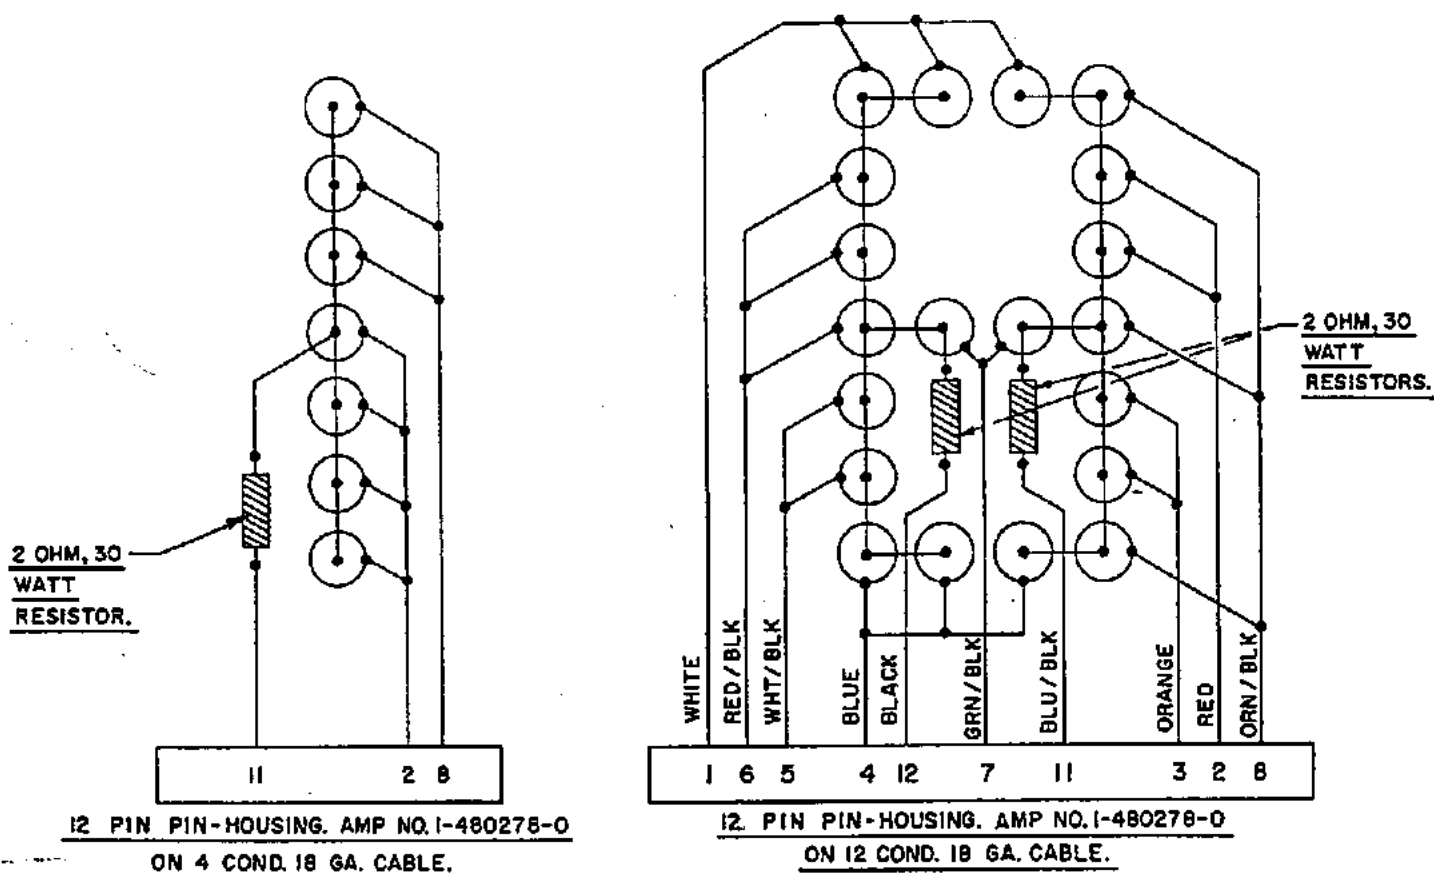 2 OHM, 30
WATT
RESISTOR.
11 2 8
12 PIN PIN-HOUSING. AMP NO. 1-480278-0
ON 4 COND. 18 GA. CABLE.
2 OHM, 30
WATT
RESISTORS.
WHITE
RED/BLK
WHT/BLK
BLUE
BLACK
GRN/BLK
BLU/BLK
ORANGE
RED
ORN/BLK
1 6 5 4 12 7 11 3 2 8
12 PIN PIN-HOUSING. AMP NO. 1-480278-0
ON 12 COND. 18 GA. CABLE.